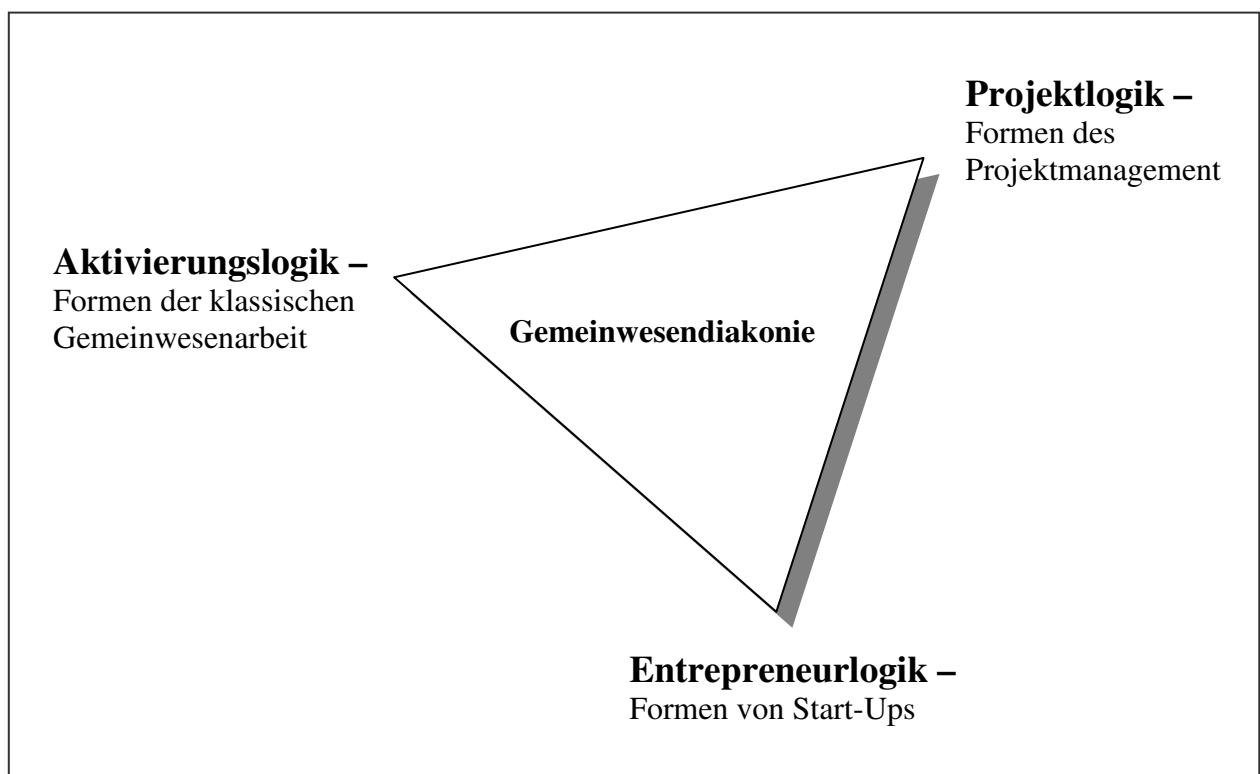 Projektlogik –
Formen des
Projektmanagement
Aktivierungslogik –
Formen der klassischen
Gemeinwesenarbeit
Gemeinwesendiakonie
Entrepreneurlogik –
Formen von Start-Ups